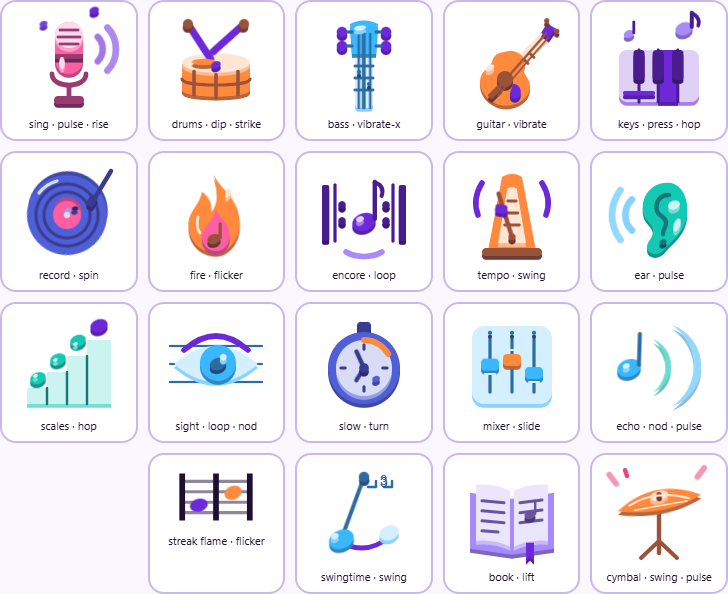 sing · pulse · rise
drums · dip · strike
bass · vibrate-x
guitar · vibrate
keys · press · hop
record · spin
fire · flicker
encore · loop
tempo · swing
ear · pulse
scales · hop
sight · loop · nod
slow · turn
mixer · slide
echo · nod · pulse
streak flame · flicker
swingtime · swing
book · lift
cymbal · swing · pulse